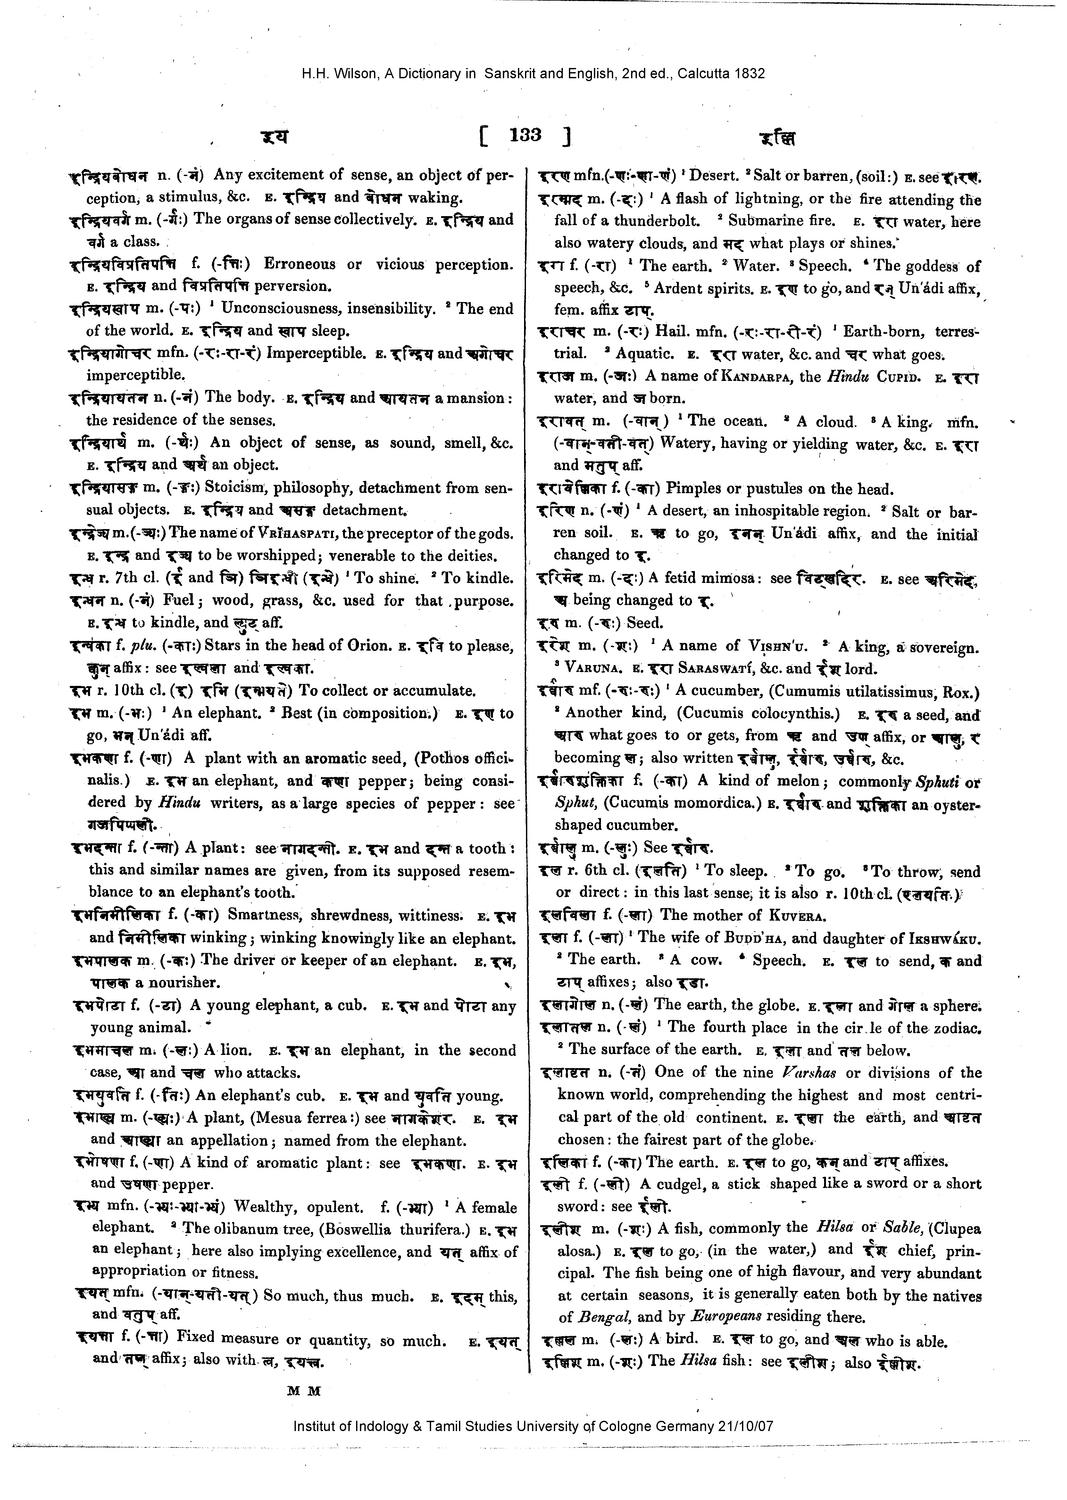 H.H. Wilson, A Dictionary in Sanskrit and English, 2nd ed., Calcutta 1832
इय [ 133 ] इल्लि
इन्द्रियबोधन n. (-नं) Any excitement of sense, an object of per-
ception, a stimulus, &c. E. इन्द्रिय and बोधन waking.
इन्द्रियवर्ग m. (-र्गः) The organs of sense collectively. E. इन्द्रिय and
वर्ग a class.
इन्द्रियविप्रतिपत्ति f. (-त्तिः) Erroneous or vicious perception.
E. इन्द्रिय and विप्रतिपत्ति perversion.
इन्द्रियस्वाप m. (-पः) ¹ Unconsciousness, insensibility. ² The end
of the world. E. इन्द्रिय and स्वाप sleep.
इन्द्रियागोचर mfn. (-रः-रा-रं) Imperceptible. E. इन्द्रिय and अगोचर
imperceptible.
इन्द्रियायतन n. (-नं) The body. E. इन्द्रिय and आयतन a mansion:
the residence of the senses.
इन्द्रियार्थ m. (-र्थः) An object of sense, as sound, smell, &c.
E. इन्द्रिय and अर्थ an object.
इन्द्रियासङ्ग m. (-ङ्गः) Stoicism, philosophy, detachment from sen-
sual objects. E. इन्द्रिय and असङ्ग detachment.
इन्द्रेज्य m. (-ज्यः) The name of VRĬHASPATI, the preceptor of the gods.
E. इन्द्र and इज्य to be worshipped; venerable to the deities.
इन्ध r. 7th cl. (ई and ञि) ञिइन्धी (इन्धे) ¹ To shine. ² To kindle.
इन्धन n. (-नं) Fuel; wood, grass, &c. used for that purpose.
E. इन्ध to kindle, and ल्युट् aff.
इन्वका f. plu. (-काः) Stars in the head of Orion. E. इवि to please,
क्वुन् affix: see इल्वला and इल्वका.
इभ r. 10th cl. (इ) इभि (इम्भयते) To collect or accumulate.
इभ m. (-भः) ¹ An elephant. ² Best (in composition.) E. इण to
go, भन् Un'ádi aff.
इभकणा f. (-णा) A plant with an aromatic seed, (Pothos offici-
nalis.) E. इभ an elephant, and कणा pepper; being consi-
dered by Hindu writers, as a large species of pepper: see
गजपिप्पली.
इभदन्ता f. (-न्ता) A plant: see नागदन्ती. E. इभ and दन्त a tooth:
this and similar names are given, from its supposed resem-
blance to an elephant's tooth.
इभनिमीलिका f. (-का) Smartness, shrewdness, wittiness. E. इभ
and निमीलिका winking; winking knowingly like an elephant.
इभपालक m. (-कः) The driver or keeper of an elephant. E. इभ,
पालक a nourisher.
इभपोटा f. (-टा) A young elephant, a cub. E. इभ and पोटा any
young animal.
इभमाचल m. (-लः) A lion. E. इभ an elephant, in the second
case, आ and चल who attacks.
इभयुवति f. (-तिः) An elephant's cub. E. इभ and युवति young.
इभाख्य m. (-ख्यः) A plant, (Mesua ferrea:) see नागकेशर. E. इभ
and आख्या an appellation; named from the elephant.
इभोषणा f. (-णा) A kind of aromatic plant: see इभकणा. E. इभ
and उषणा pepper.
इभ्य mfn. (-भ्यः-भ्या-भ्यं) Wealthy, opulent. f. (-भ्या) ¹ A female
elephant. ² The olibanum tree, (Boswellia thurifera.) E. इभ
an elephant; here also implying excellence, and यत् affix of
appropriation or fitness.
इयत् mfn. (-यान्-यती-यत्) So much, thus much. E. इदम् this,
and वतुप् aff.
इयत्ता f. (-त्ता) Fixed measure or quantity, so much. E. इयत्
and तल् affix; also with त्व, इयत्त्व.
M M
इरण mfn. (-णः-णा-णं) ¹ Desert. ² Salt or barren, (soil:) E. see इरिण.
इरम्मद m. (-दः) ¹ A flash of lightning, or the fire attending the
fall of a thunderbolt. ² Submarine fire. E. इरा water, here
also watery clouds, and मद what plays or shines.
इरा f. (-रा) ¹ The earth. ² Water. ³ Speech. ⁴ The goddess of
speech, &c. ⁵ Ardent spirits. E. इण to go, and रन् Un'ádi affix,
fem. affix टाप्.
इराचर m. (-रः) Hail. mfn. (-रः-रा-री-रं) ¹ Earth-born, terres-
trial. ² Aquatic. E. इरा water, &c. and चर what goes.
इराज m. (-जः) A name of KANDARPA, the Hindu CUPID. E. इरा
water, and ज born.
इरावत् m. (-वान्) ¹ The ocean. ² A cloud. ³ A king. mfn.
(-वान्-वती-वत्) Watery, having or yielding water, &c. E. इरा
and मतुप् aff.
इरावेल्लिका f. (-का) Pimples or pustules on the head.
इरिण n. (-णं) ¹ A desert, an inhospitable region. ² Salt or bar-
ren soil. E. ऋ to go, इनन् Un'ádi affix, and the initial
changed to इ.
इरिमेद m. (-दः) A fetid mimosa: see विट्खदिर. E. see अरिमेद,
अ being changed to इ.
इरु m. (-रुः) Seed.
इरेश m. (-शः) ¹ A name of VISHN'U. ² A king, a sovereign.
³ VARUNA. E. इरा SARASWATÍ, &c. and ईश lord.
इर्वारु mf. (-रुः-रुः) ¹ A cucumber, (Cumumis utilatissimus, Rox.)
² Another kind, (Cucumis colocynthis.) E. इरु a seed, and
आरु what goes to or gets, from ऋ and उण affix, or आलु, र
becoming ल; also written इर्वालु, ईर्वारु, उर्वारु, &c.
इर्वारुशुक्तिका f. (-का) A kind of melon; commonly Sphuti or
Sphut, (Cucumis momordica.) E. इर्वारु and शुक्तिका an oyster-
shaped cucumber.
इर्वालु m. (-लुः) See इर्वारु.
इल r. 6th cl. (इलति) ¹ To sleep. ² To go. ³ To throw, send
or direct: in this last sense, it is also r. 10th cl. (एलयति.)
इलविला f. (-ला) The mother of KUVERA.
इला f. (-ला) ¹ The wife of BUDD'HA, and daughter of IKSHWÁKU.
² The earth. ³ A cow. ⁴ Speech. E. इल to send, क and
टाप् affixes; also इडा.
इलागोल n. (-लं) The earth, the globe. E. इला and गोल a sphere.
इलातल n. (-लं) ¹ The fourth place in the cir le of the zodiac.
² The surface of the earth. E. इला and तल below.
इलावृत n. (-तं) One of the nine Varshas or divisions of the
known world, comprehending the highest and most centri-
cal part of the old continent. E. इला the earth, and आवृत
chosen: the fairest part of the globe.
इलिका f. (-का) The earth. E. इल to go, कन् and टाप् affixes.
इली f. (-ली) A cudgel, a stick shaped like a sword or a short
sword: see ईली.
इलीश m. (-शः) A fish, commonly the Hilsa or Sable, (Clupea
alosa.) E. इल to go, (in the water,) and ईश chief, prin-
cipal. The fish being one of high flavour, and very abundant
at certain seasons, it is generally eaten both by the natives
of Bengal, and by Europeans residing there.
इल्लल m. (-लः) A bird. E. इल to go, and अल who is able.
इल्लिश m. (-शः) The Hilsa fish: see इलीश; also ईलीश.
Institut of Indology & Tamil Studies University of Cologne Germany 21/10/07